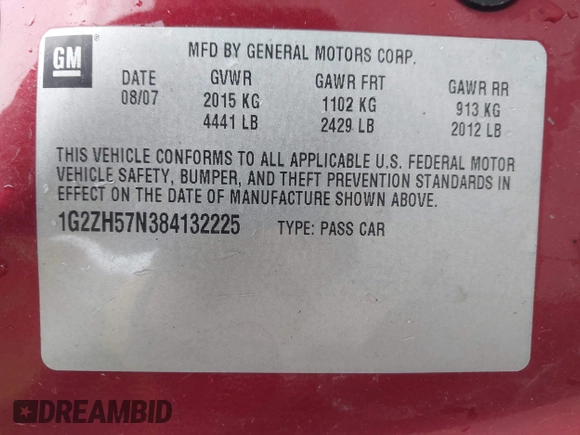 GM
MFD BY GENERAL MOTORS CORP.
DATE GVWR GAWR FRT GAWR RR
08/07 2015 KG 1102 KG 913 KG
4441 LB 2429 LB 2012 LB
THIS VEHICLE CONFORMS TO ALL APPLICABLE U.S. FEDERAL MOTOR
VEHICLE SAFETY, BUMPER, AND THEFT PREVENTION STANDARDS IN
EFFECT ON THE DATE OF MANUFACTURE SHOWN ABOVE.
1G2ZH57N384132225 TYPE: PASS CAR
DREAMBID